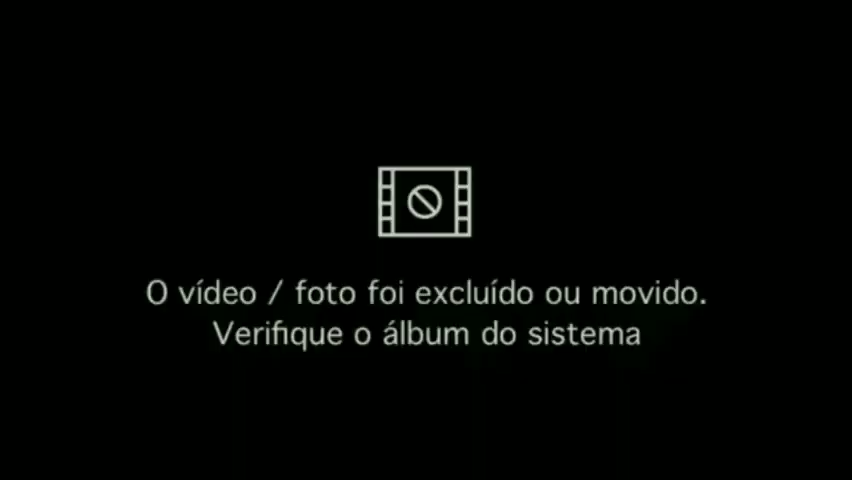 O vídeo / foto foi excluído ou movido.
Verifique o álbum do sistema